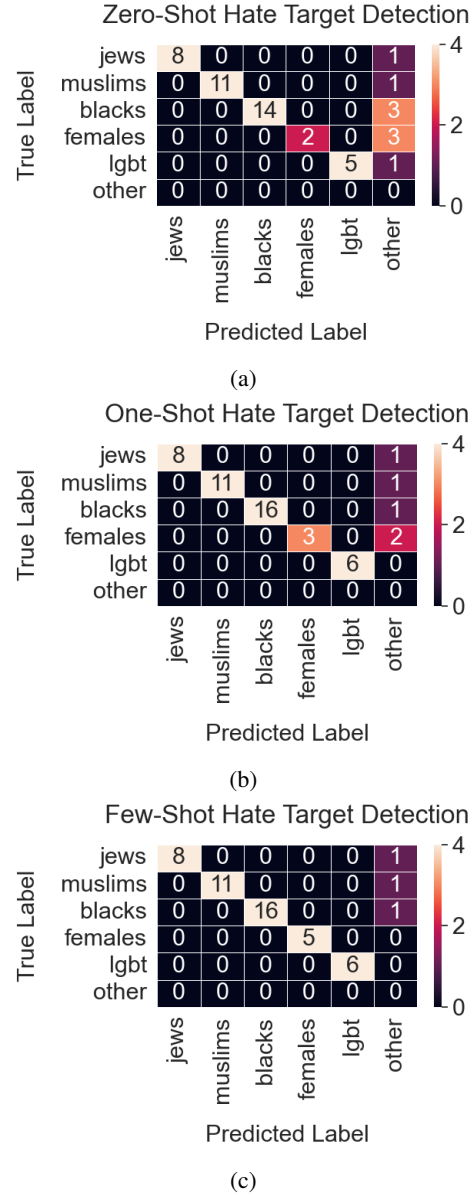 Zero-Shot Hate Target Detection
True Label
jews 8 0 0 0 0 1
muslims 0 11 0 0 0 1
blacks 0 0 14 0 0 3
females 0 0 0 2 0 3
lgbt 0 0 0 0 5 1
other 0 0 0 0 0 0
4
2
0
jews muslims blacks females lgbt other
Predicted Label
(a)
One-Shot Hate Target Detection
True Label
jews 8 0 0 0 0 1
muslims 0 11 0 0 0 1
blacks 0 0 16 0 0 1
females 0 0 0 3 0 2
lgbt 0 0 0 0 6 0
other 0 0 0 0 0 0
4
2
0
jews muslims blacks females lgbt other
Predicted Label
(b)
Few-Shot Hate Target Detection
True Label
jews 8 0 0 0 0 1
muslims 0 11 0 0 0 1
blacks 0 0 16 0 0 1
females 0 0 0 5 0 0
lgbt 0 0 0 0 6 0
other 0 0 0 0 0 0
4
2
0
jews muslims blacks females lgbt other
Predicted Label
(c)